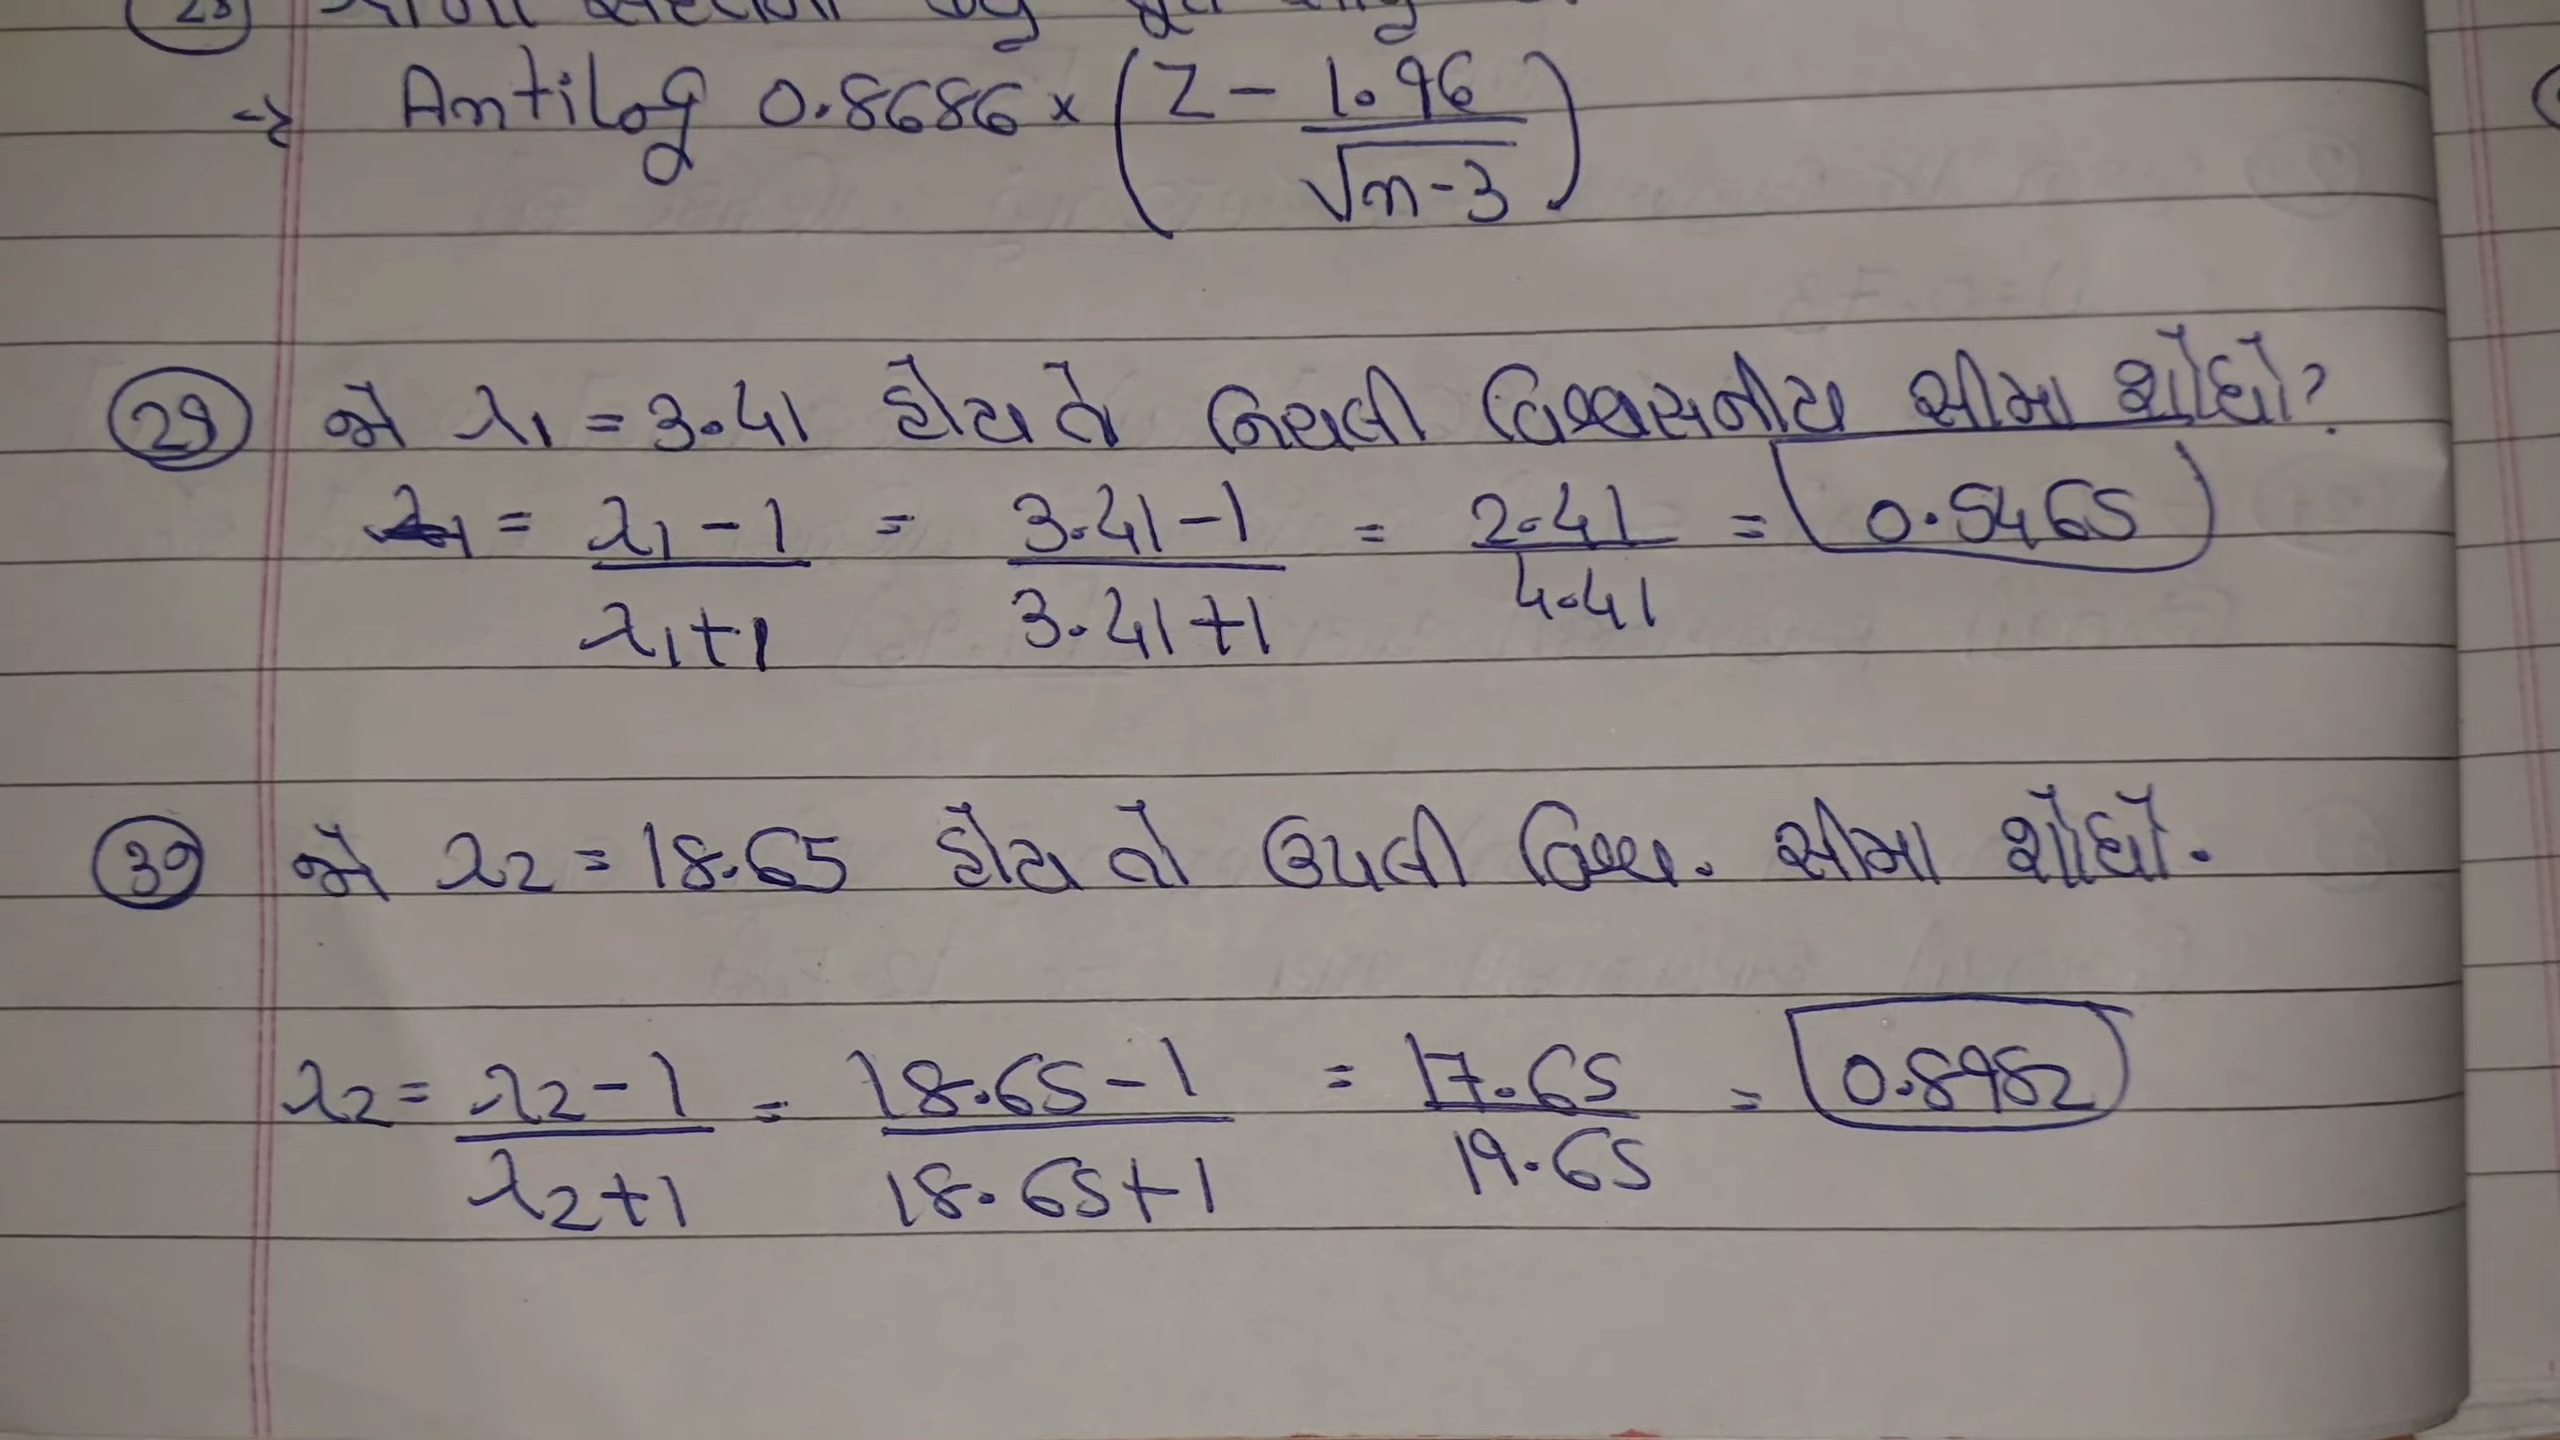 28
→ Antilog 0.8686 × (Z - 1.96 / √n-3)
29 જો λ1 = 3.41 હોય તો નિચલી વિશ્વાસનીય સીમા શોધો?
= λ1 - 1 / λ1 + 1 = 3.41 - 1 / 3.41 + 1 = 2.41 / 4.41 = 0.5465
30 જો λ2 = 18.65 હોય તો ઉપલી વિશ્વ. સીમા શોધો.
λ2 = λ2 - 1 / λ2 + 1 = 18.65 - 1 / 18.65 + 1 = 17.65 / 19.65 = 0.8982